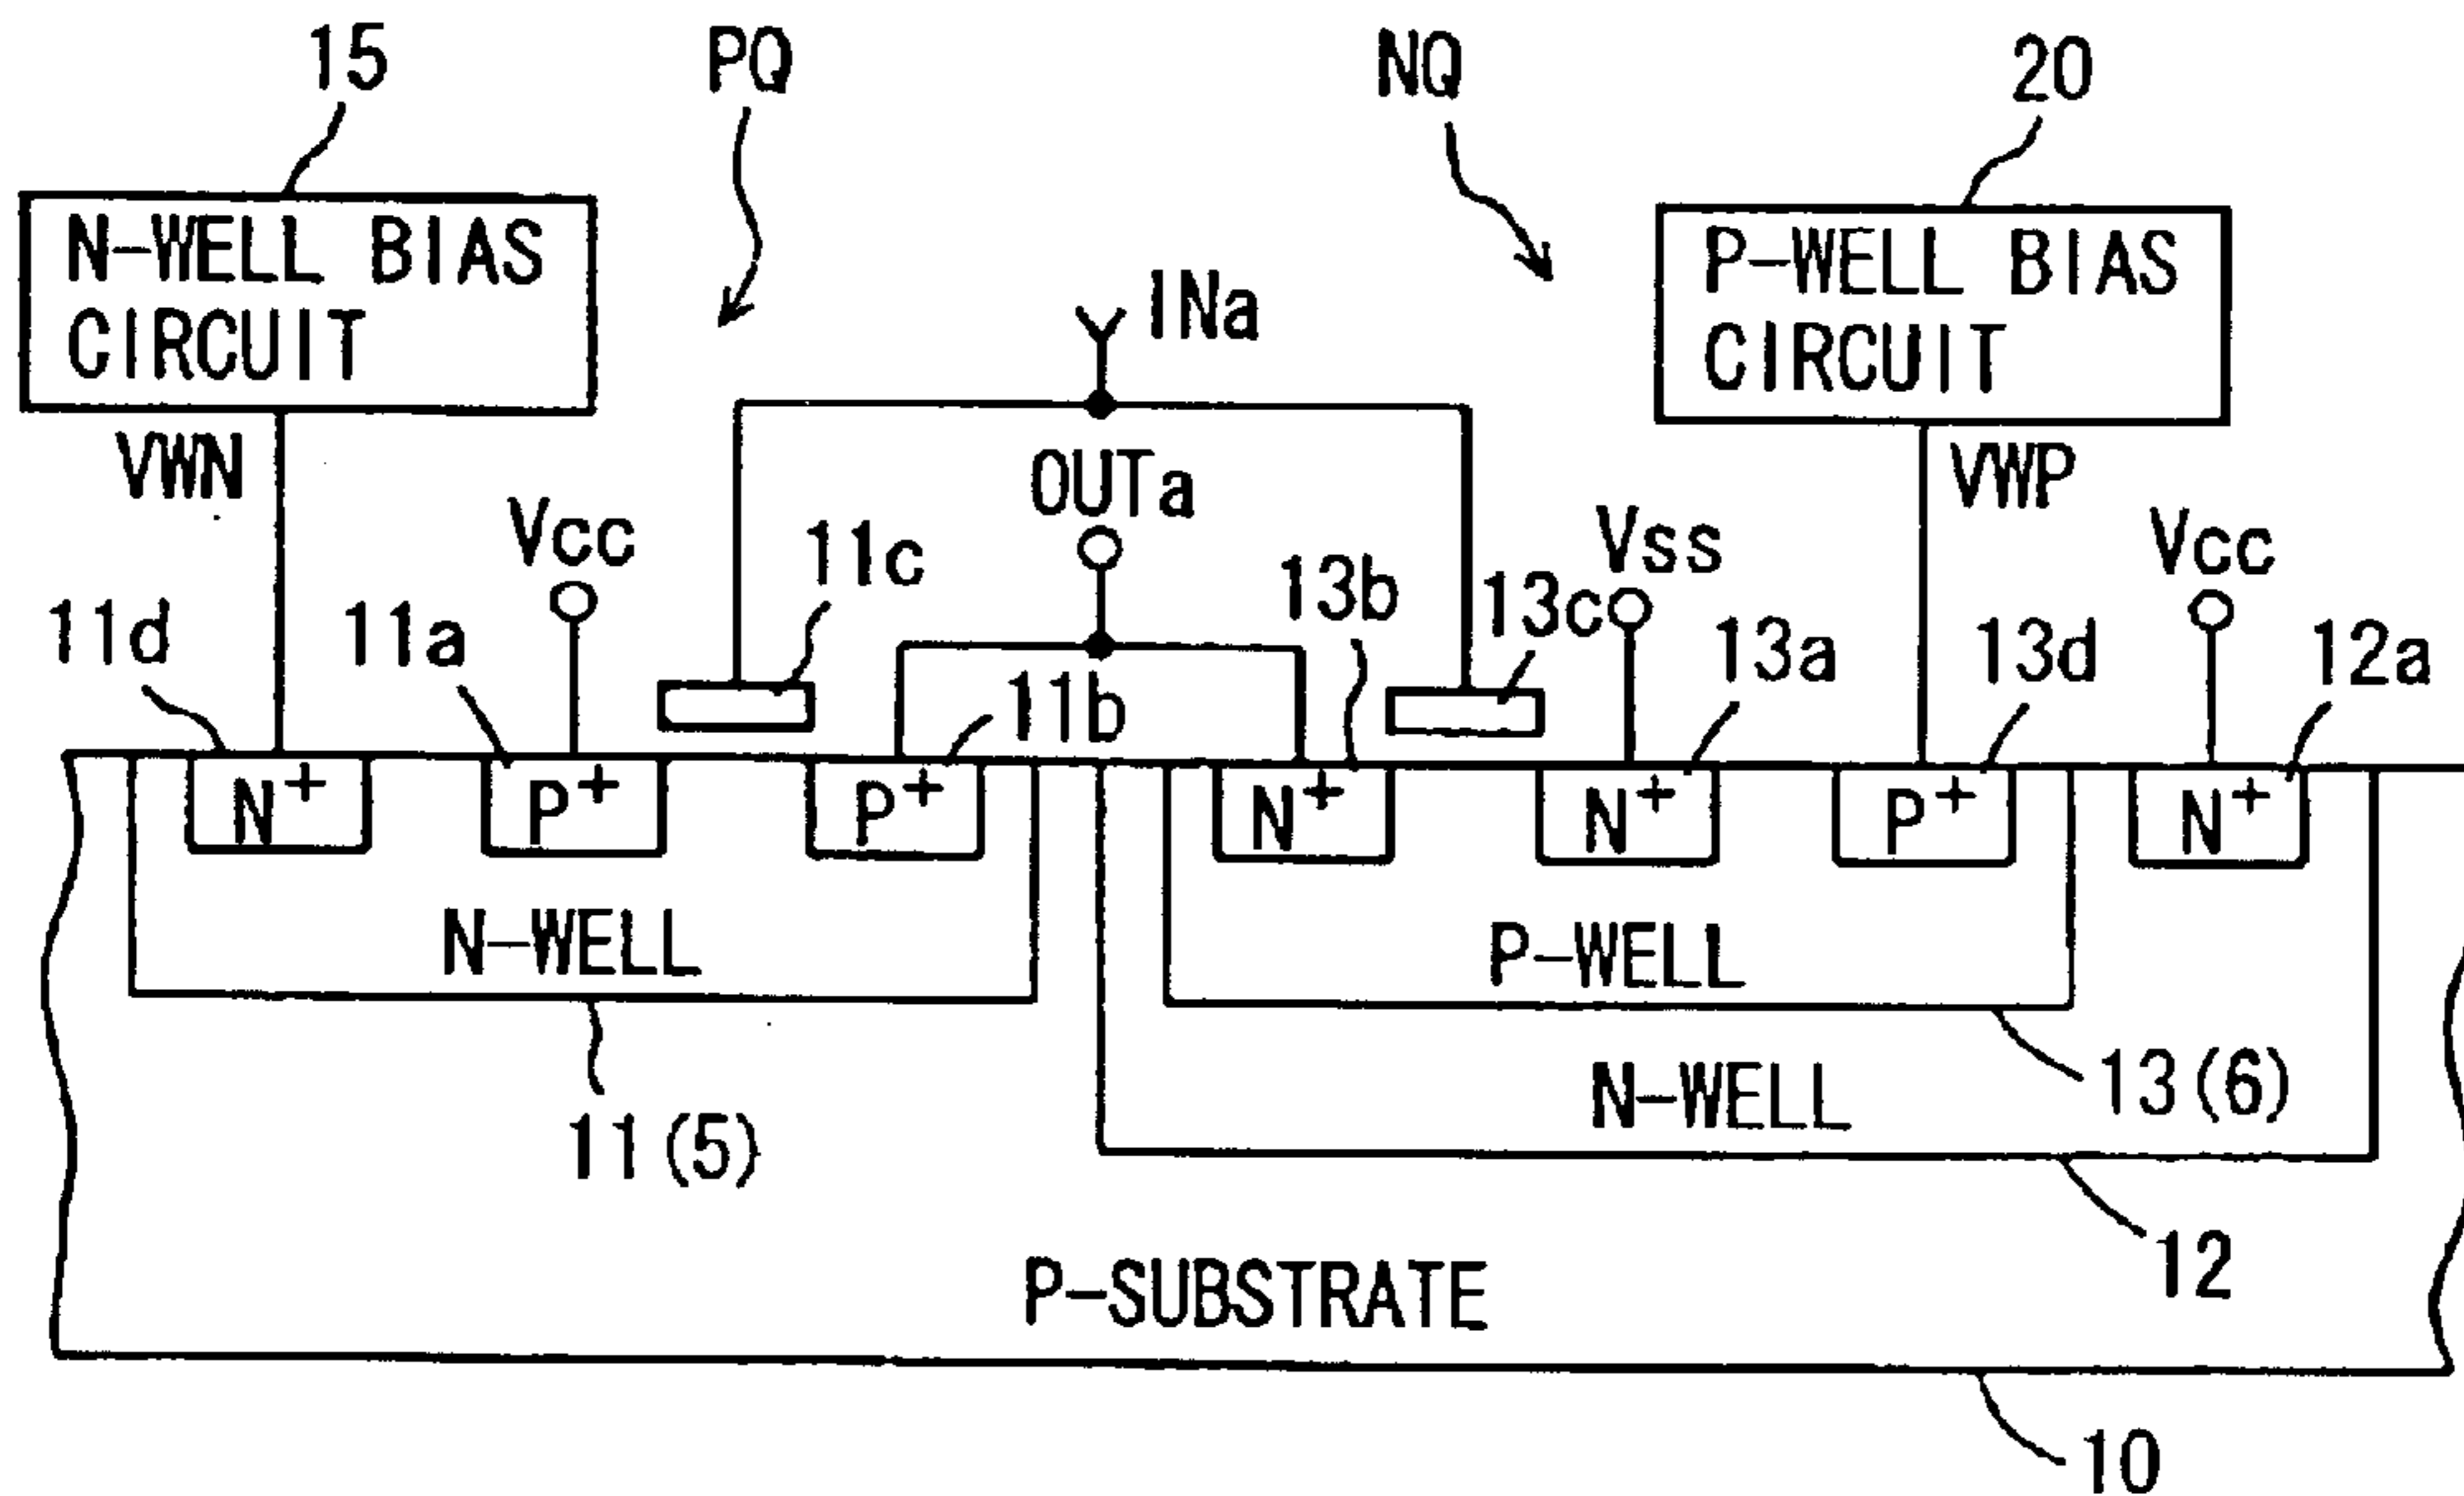 15
PQ
NQ
20
N-WELL BIAS
CIRCUIT
P-WELL BIAS
CIRCUIT
INa
VWN
OUTa
VWP
Vcc
11c
13b
13c
Vss
Vcc
11d
11a
11b
13a
13d
12a
N+
P+
P+
N+
N+
P+
N+
N-WELL
P-WELL
N-WELL
13(6)
11(5)
12
P-SUBSTRATE
10